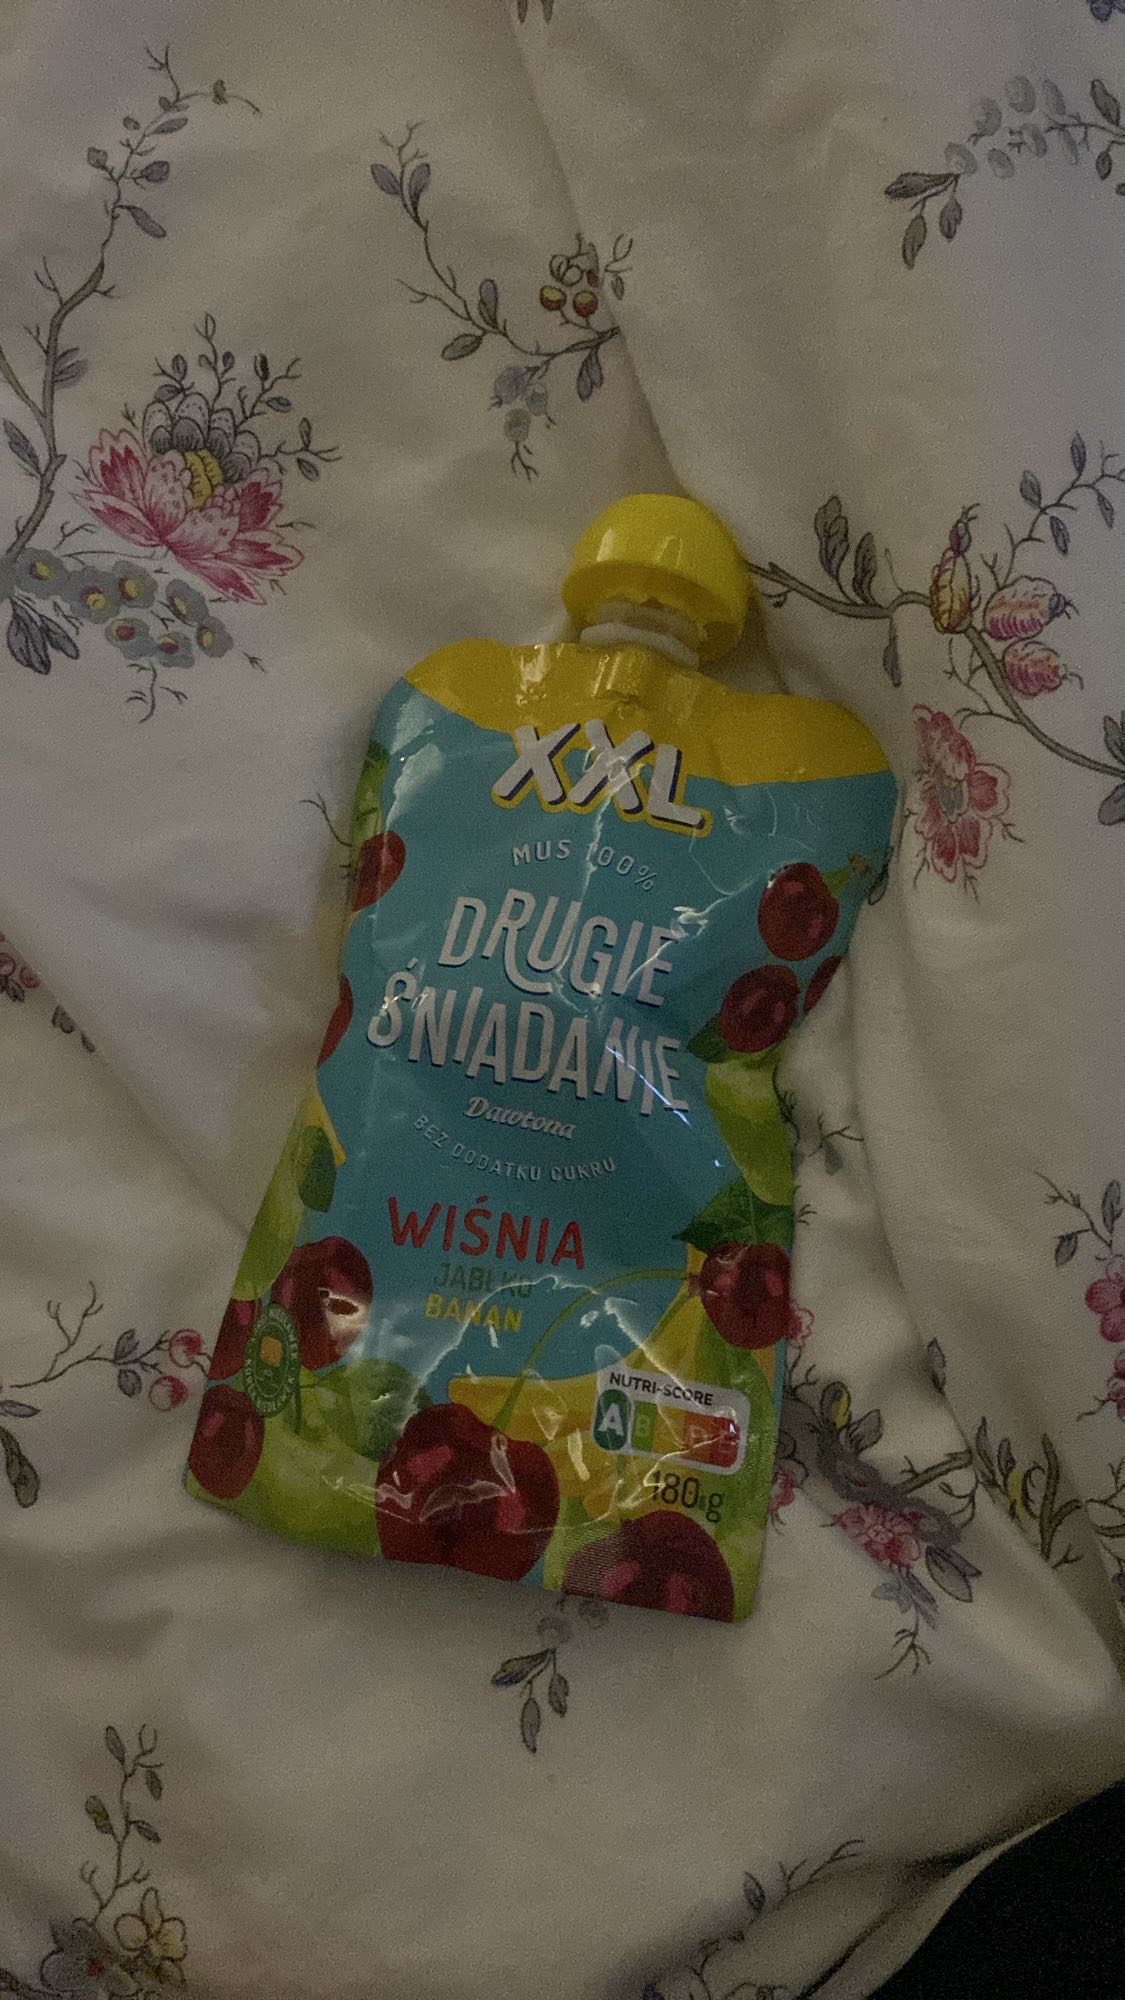 XXL
MUS 100%
DRUGIE
ŚNIADANIE
Dawtona
BEZ DODATKU CUKRU
WIŚNIA
JABŁKO
BANAN
NUTRI-SCORE
A B D E
180 g